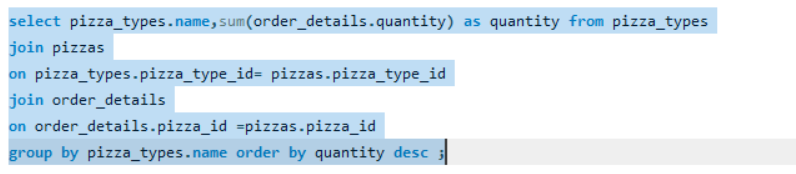 select pizza_types.name,sum(order_details.quantity) as quantity from pizza_types
join pizzas
on pizza_types.pizza_type_id= pizzas.pizza_type_id
join order_details
on order_details.pizza_id =pizzas.pizza_id
group by pizza_types.name order by quantity desc ;